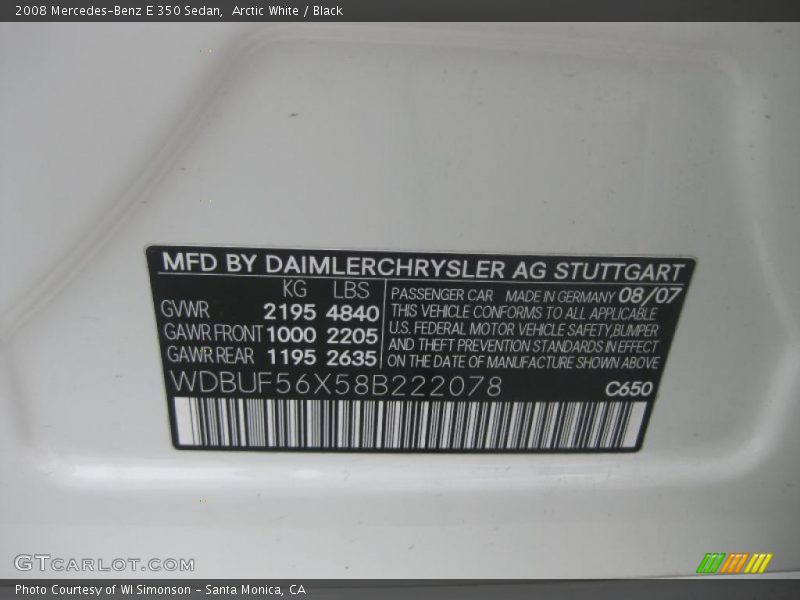 2008 Mercedes-Benz E 350 Sedan, Arctic White / Black
MFD BY DAIMLERCHRYSLER AG STUTTGART
KG LBS
GVWR 2195 4840
GAWR FRONT 1000 2205
GAWR REAR 1195 2635
PASSENGER CAR MADE IN GERMANY 08/07
THIS VEHICLE CONFORMS TO ALL APPLICABLE
U.S. FEDERAL MOTOR VEHICLE SAFETY, BUMPER
AND THEFT PREVENTION STANDARDS IN EFFECT
ON THE DATE OF MANUFACTURE SHOWN ABOVE
WDBUF56X58B222078 C650
GTCARLOT.COM
Photo Courtesy of WI Simonson - Santa Monica, CA